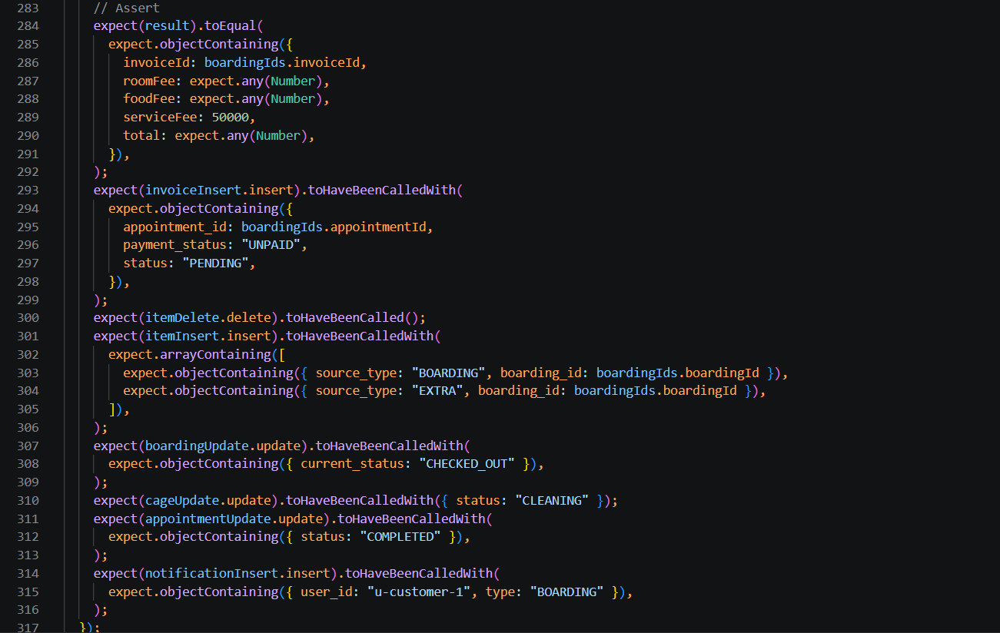 283 // Assert
284 expect(result).toEqual(
285 expect.objectContaining({
286 invoiceId: boardingIds.invoiceId,
287 roomFee: expect.any(Number),
288 foodFee: expect.any(Number),
289 serviceFee: 50000,
290 total: expect.any(Number),
291 }),
292 );
293 expect(invoiceInsert.insert).toHaveBeenCalledWith(
294 expect.objectContaining({
295 appointment_id: boardingIds.appointmentId,
296 payment_status: "UNPAID",
297 status: "PENDING",
298 }),
299 );
300 expect(itemDelete.delete).toHaveBeenCalled();
301 expect(itemInsert.insert).toHaveBeenCalledWith(
302 expect.arrayContaining([
303 expect.objectContaining({ source_type: "BOARDING", boarding_id: boardingIds.boardingId }),
304 expect.objectContaining({ source_type: "EXTRA", boarding_id: boardingIds.boardingId }),
305 ]),
306 );
307 expect(boardingUpdate.update).toHaveBeenCalledWith(
308 expect.objectContaining({ current_status: "CHECKED_OUT" }),
309 );
310 expect(cageUpdate.update).toHaveBeenCalledWith({ status: "CLEANING" });
311 expect(appointmentUpdate.update).toHaveBeenCalledWith(
312 expect.objectContaining({ status: "COMPLETED" }),
313 );
314 expect(notificationInsert.insert).toHaveBeenCalledWith(
315 expect.objectContaining({ user_id: "u-customer-1", type: "BOARDING" }),
316 );
317 });